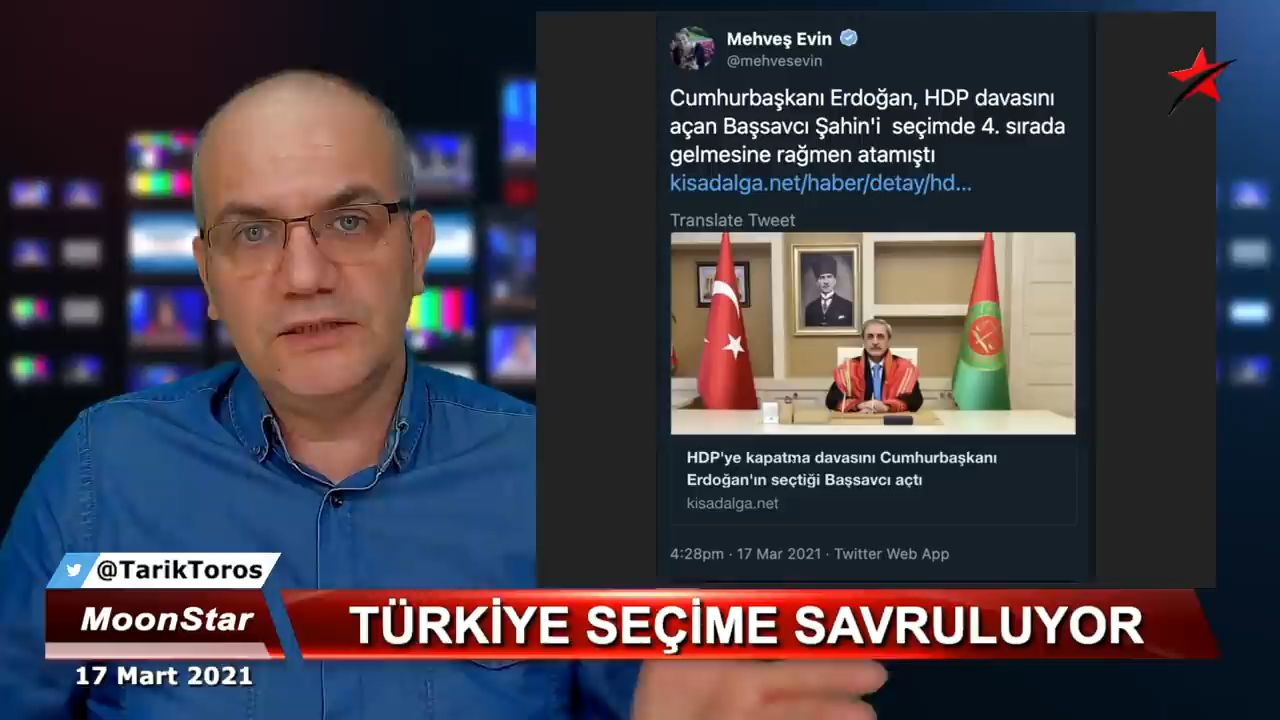 Mehveş Evin
@mehvesevin
Cumhurbaşkanı Erdoğan, HDP davasını
açan Başsavcı Şahin'i seçimde 4. sırada
gelmesine rağmen atamıştı
kisadalga.net/haber/detay/hd...
Translate Tweet
HDP'ye kapatma davasını Cumhurbaşkanı
Erdoğan'ın seçtiği Başsavcı açtı
kisadalga.net
4:28pm · 17 Mar 2021 · Twitter Web App
@TarikToros
MoonStar
TÜRKİYE SEÇİME SAVRULUYOR
17 Mart 2021